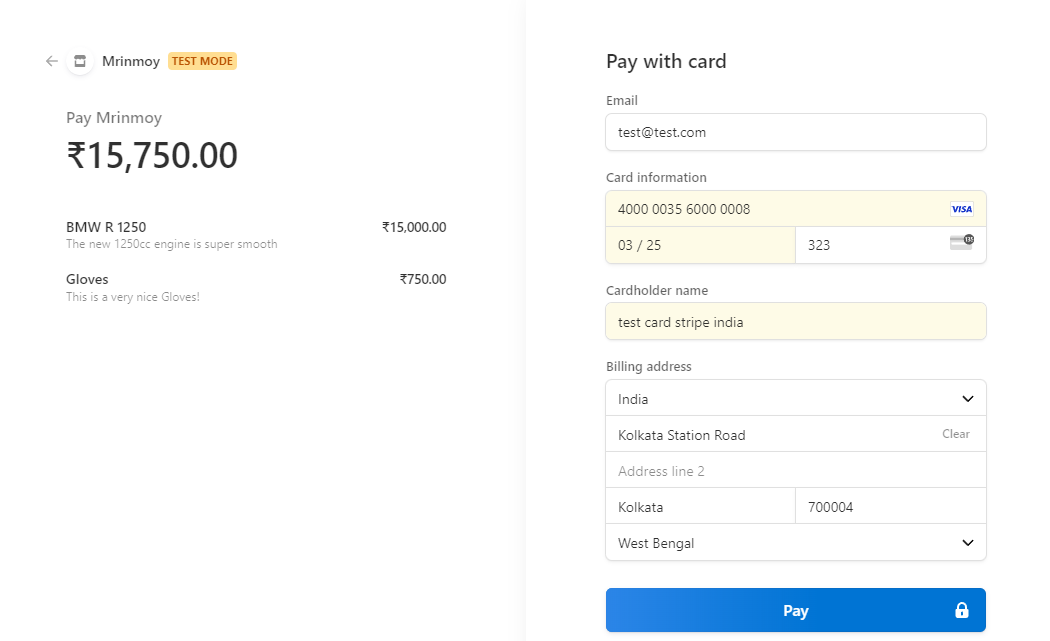 Mrinmoy TEST MODE
Pay Mrinmoy
₹15,750.00
BMW R 1250 ₹15,000.00
The new 1250cc engine is super smooth
Gloves ₹750.00
This is a very nice Gloves!
Pay with card
Email
test@test.com
Card information
4000 0035 6000 0008 VISA
03 / 25 323 135
Cardholder name
test card stripe india
Billing address
India
Kolkata Station Road Clear
Address line 2
Kolkata 700004
West Bengal
Pay